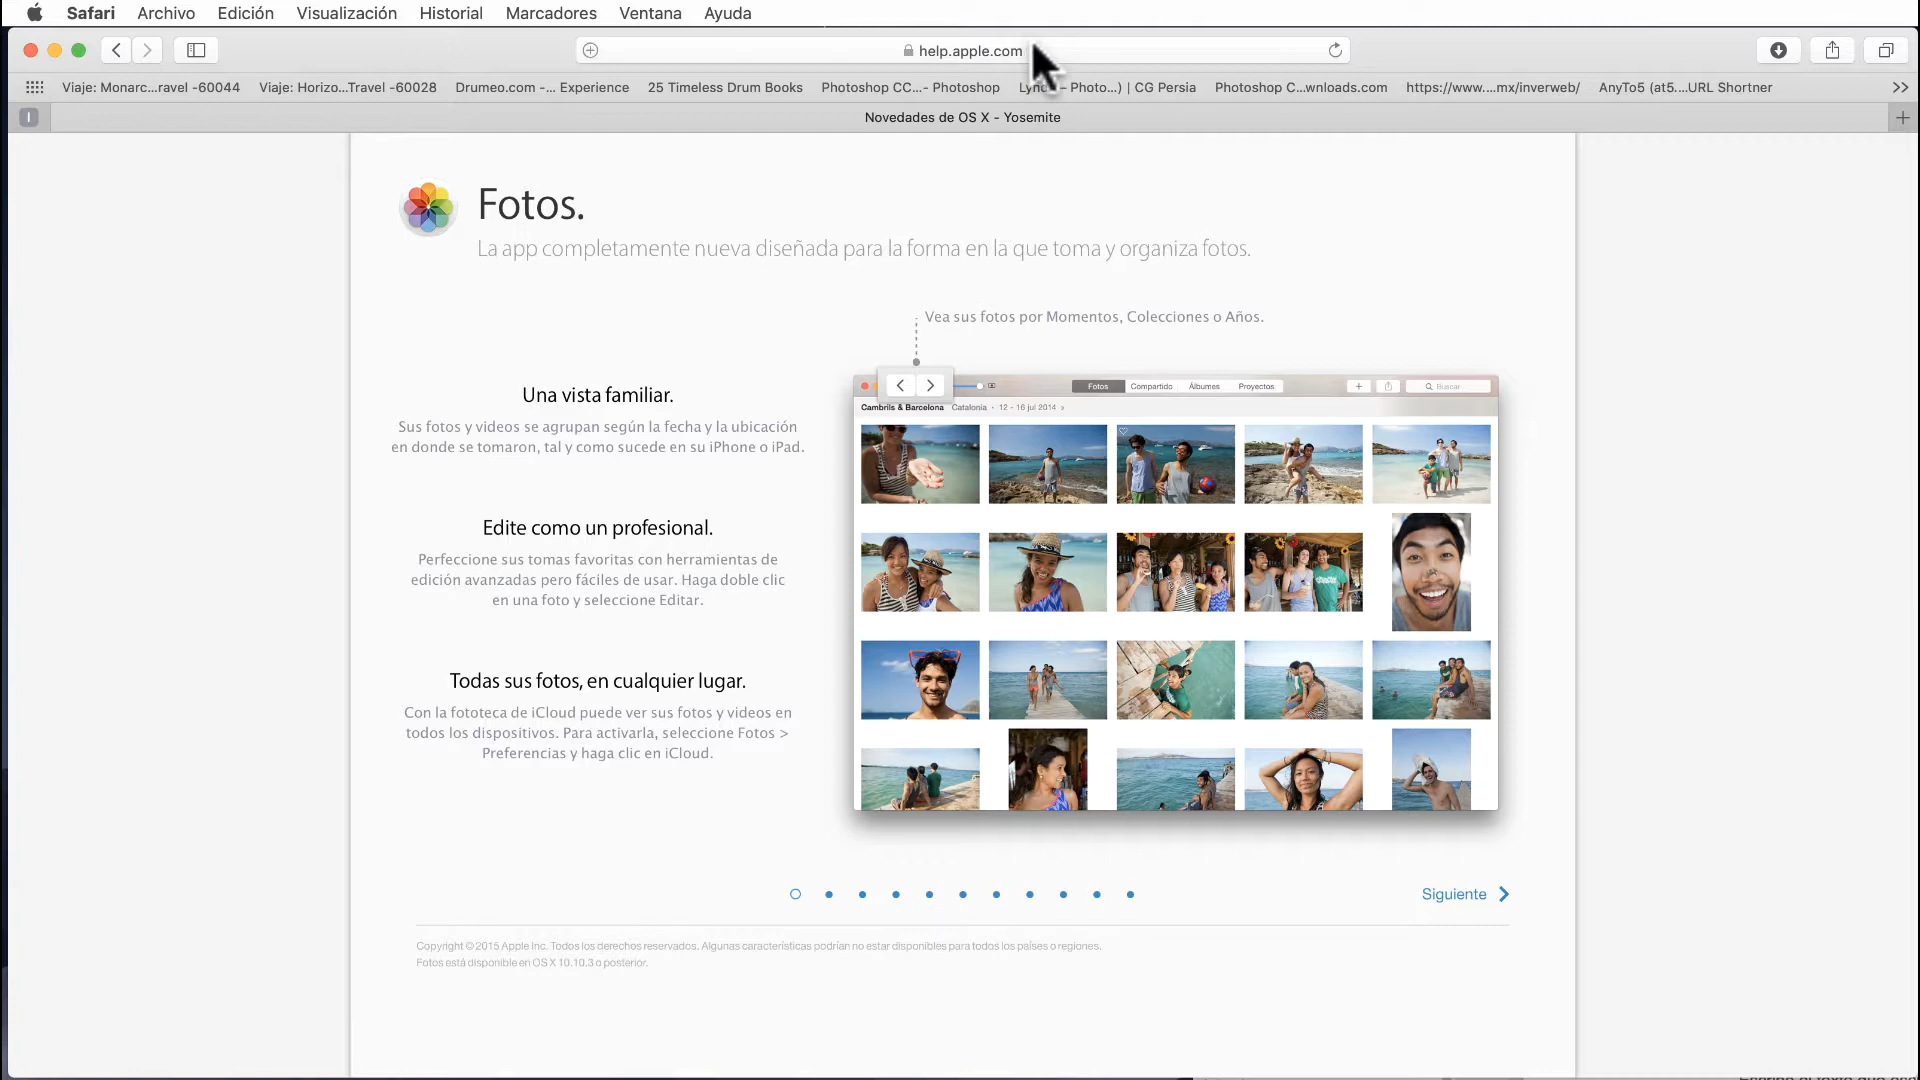 Safari Archivo Edición Visualización Historial Marcadores Ventana Ayuda
help.apple.com
Viaje: Monarc...ravel -60044 Viaje: Horizo...Travel -60028 Drumeo.com -... Experience 25 Timeless Drum Books Photoshop CC...- Photoshop – Photo...) | CG Persia Photoshop C...wnloads.com https://www....mx/inverweb/ AnyTo5 (at5....URL Shortner
I Novedades de OS X - Yosemite
Fotos.
La app completamente nueva diseñada para la forma en la que toma y organiza fotos.
Vea sus fotos por Momentos, Colecciones o Años.
Fotos Compartido Álbumes Proyectos Buscar
Cambrils & Barcelona Catalonia · 12 - 16 jul 2014 >
Una vista familiar.
Sus fotos y videos se agrupan según la fecha y la ubicación
en donde se tomaron, tal y como sucede en su iPhone o iPad.
Edite como un profesional.
Perfeccione sus tomas favoritas con herramientas de
edición avanzadas pero fáciles de usar. Haga doble clic
en una foto y seleccione Editar.
Todas sus fotos, en cualquier lugar.
Con la fototeca de iCloud puede ver sus fotos y videos en
todos los dispositivos. Para activarla, seleccione Fotos >
Preferencias y haga clic en iCloud.
Siguiente
Copyright © 2015 Apple Inc. Todos los derechos reservados. Algunas características podrían no estar disponibles para todos los países o regiones.
Fotos está disponible en OS X 10.10.3 o posterior.